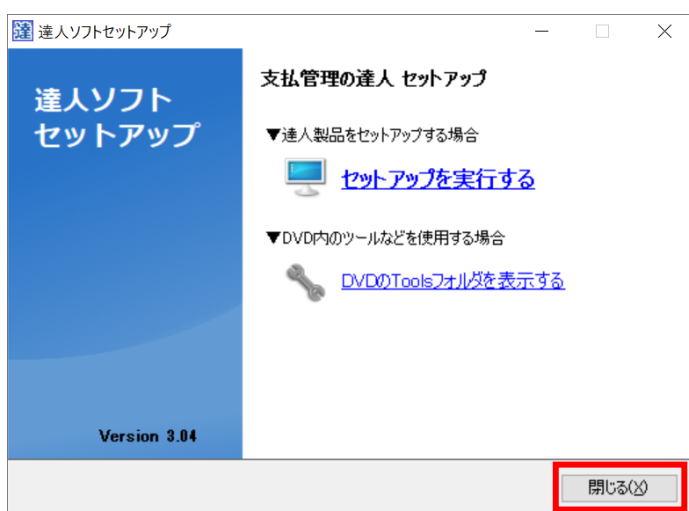 達 達人ソフトセットアップ
達人ソフト
セットアップ
支払管理の達人 セットアップ
▼達人製品をセットアップする場合
セットアップを実行する
▼DVD内のツールなどを使用する場合
DVDのToolsフォルダを表示する
Version 3.04
閉じる(X)